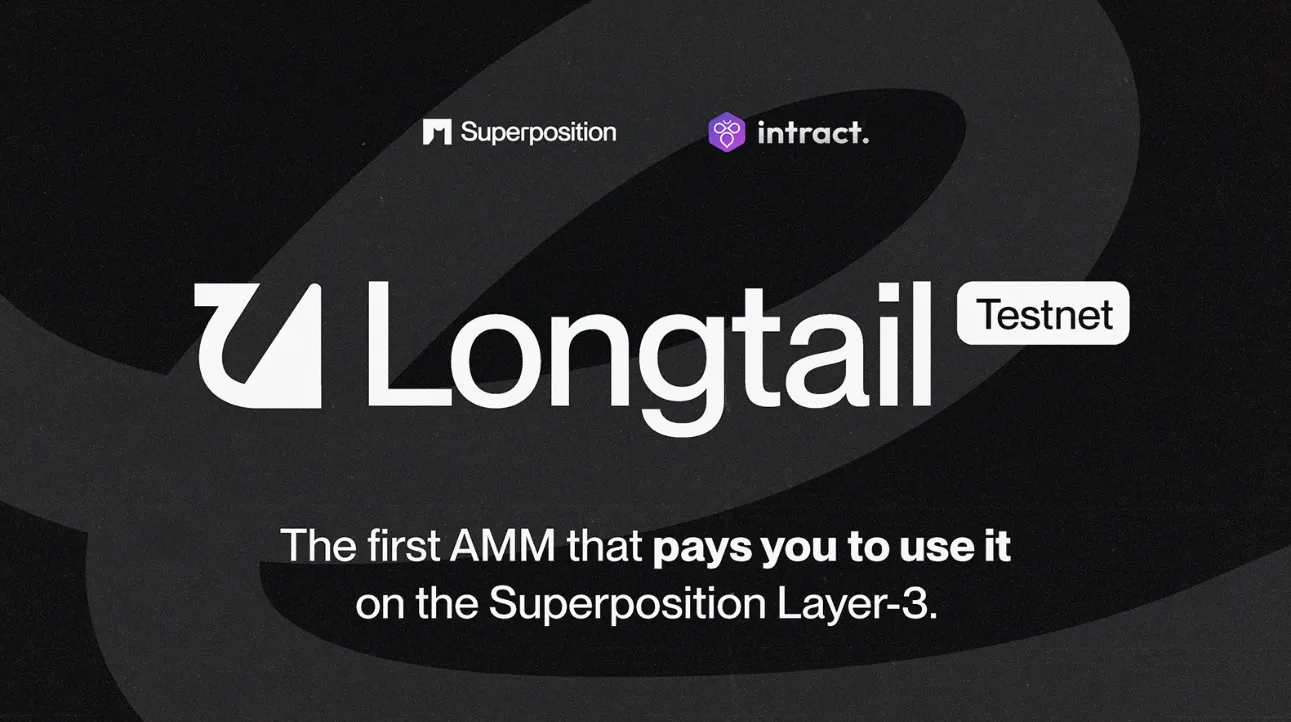 Superposition
intract.
Longtail
Testnet
The first AMM that pays you to use it
on the Superposition Layer-3.